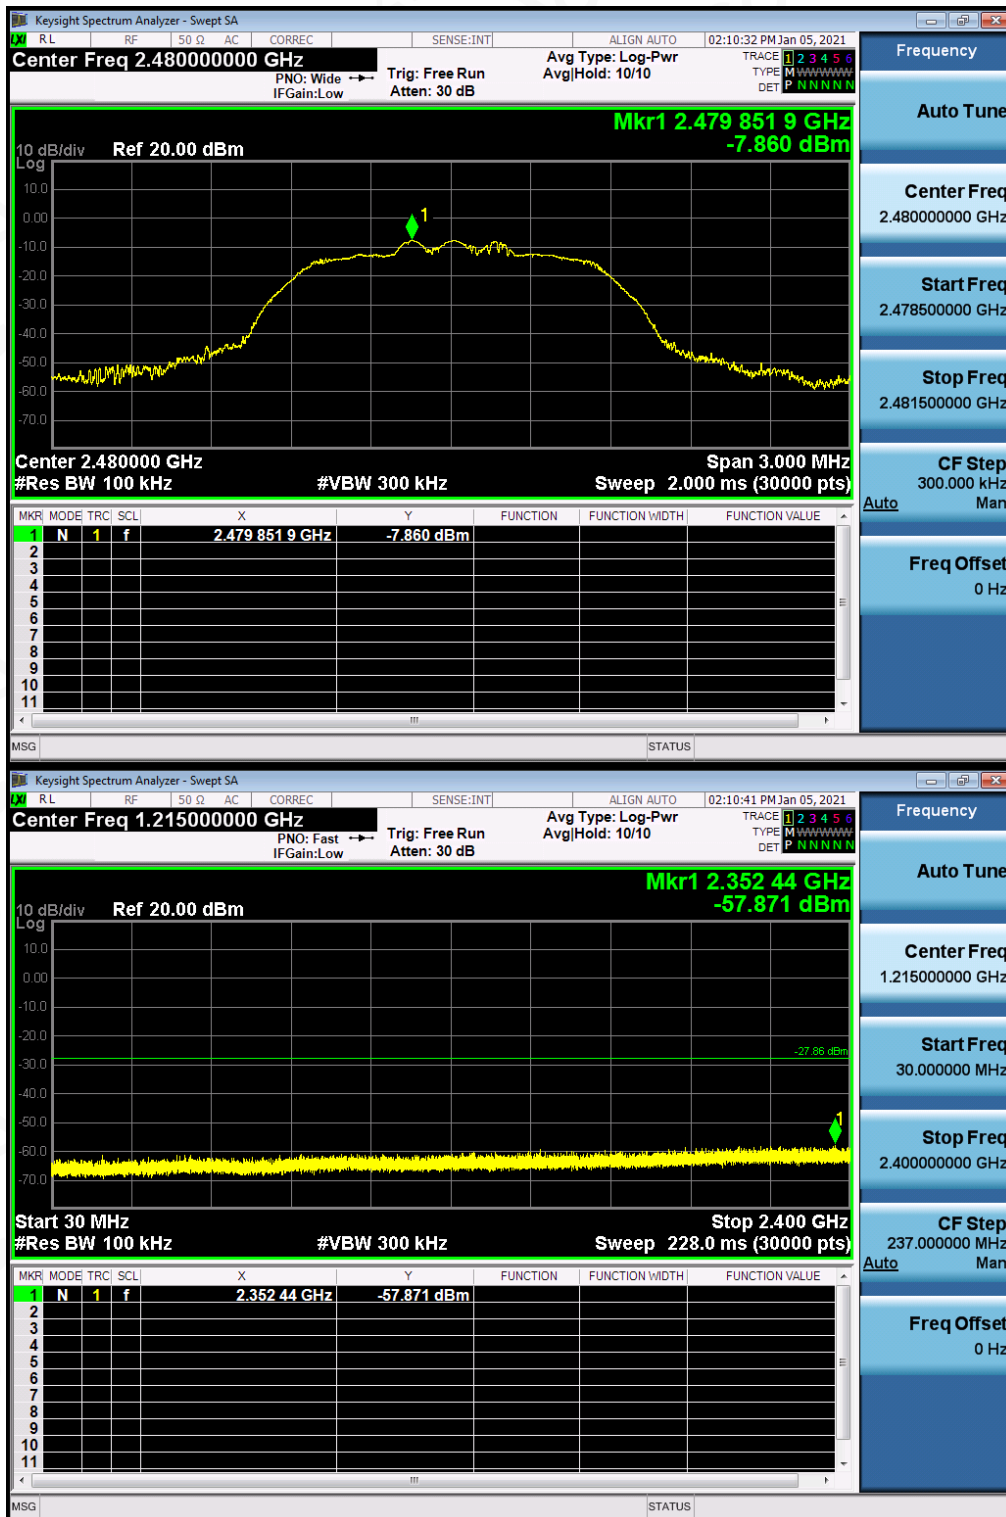 Keysight Spectrum Analyzer - Swept SA
LXI RL RF 50 Ω AC CORREC SENSE:INT ALIGN AUTO 02:10:32 PM Jan 05, 2021
Center Freq 2.480000000 GHz
PNO: Wide
IFGain:Low
Trig: Free Run
Atten: 30 dB
Avg Type: Log-Pwr
Avg|Hold: 10/10
TRACE 1 2 3 4 5 6
TYPE M WWWWW
DET P N N N N N
Mkr1 2.479 851 9 GHz
-7.860 dBm
10 dB/div Ref 20.00 dBm
Log
10.0
0.00
-10.0
-20.0
-30.0
-40.0
-50.0
-60.0
-70.0
1
Center 2.480000 GHz Span 3.000 MHz
#Res BW 100 kHz #VBW 300 kHz Sweep 2.000 ms (30000 pts)
MKR MODE TRC SCL X Y FUNCTION FUNCTION WIDTH FUNCTION VALUE
1 N 1 f 2.479 851 9 GHz -7.860 dBm
2
3
4
5
6
7
8
9
10
11
MSG STATUS
Frequency
Auto Tune
Center Freq
2.480000000 GHz
Start Freq
2.478500000 GHz
Stop Freq
2.481500000 GHz
CF Step
300.000 kHz
Auto Man
Freq Offset
0 Hz
Keysight Spectrum Analyzer - Swept SA
LXI RL RF 50 Ω AC CORREC SENSE:INT ALIGN AUTO 02:10:41 PM Jan 05, 2021
Center Freq 1.215000000 GHz
PNO: Fast
IFGain:Low
Trig: Free Run
Atten: 30 dB
Avg Type: Log-Pwr
Avg|Hold: 10/10
TRACE 1 2 3 4 5 6
TYPE M WWWWW
DET P N N N N N
Mkr1 2.352 44 GHz
-57.871 dBm
10 dB/div Ref 20.00 dBm
Log
10.0
0.00
-10.0
-20.0
-30.0
-40.0
-50.0
-60.0
-70.0
-27.86 dBm
1
Start 30 MHz Stop 2.400 GHz
#Res BW 100 kHz #VBW 300 kHz Sweep 228.0 ms (30000 pts)
MKR MODE TRC SCL X Y FUNCTION FUNCTION WIDTH FUNCTION VALUE
1 N 1 f 2.352 44 GHz -57.871 dBm
2
3
4
5
6
7
8
9
10
11
MSG STATUS
Frequency
Auto Tune
Center Freq
1.215000000 GHz
Start Freq
30.000000 MHz
Stop Freq
2.400000000 GHz
CF Step
237.000000 MHz
Auto Man
Freq Offset
0 Hz